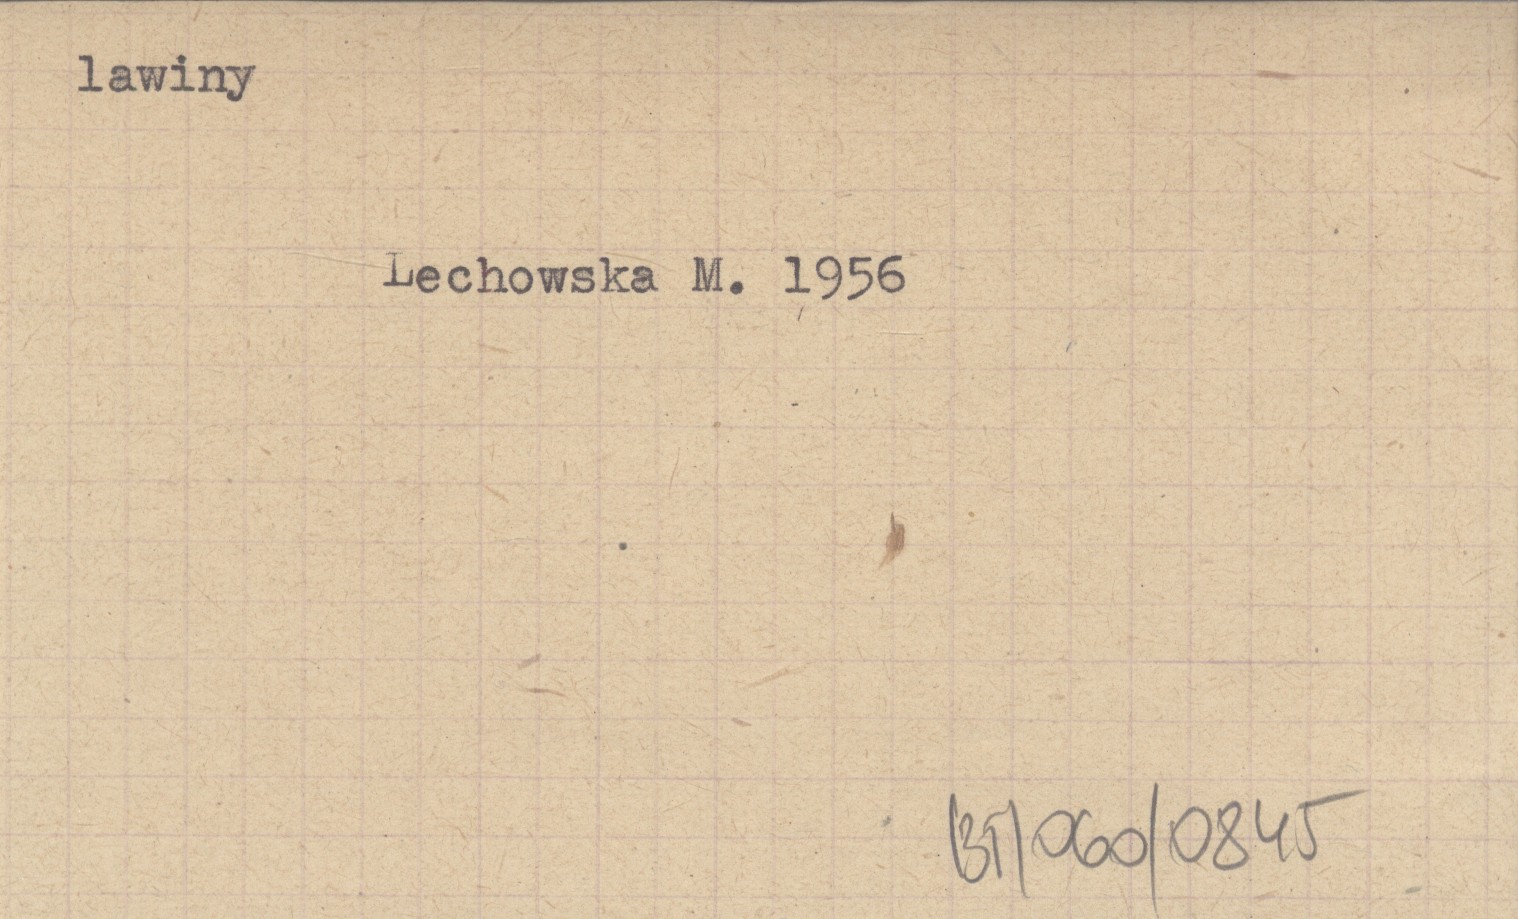 lawiny
Lechowska M. 1956
BT/060/0845